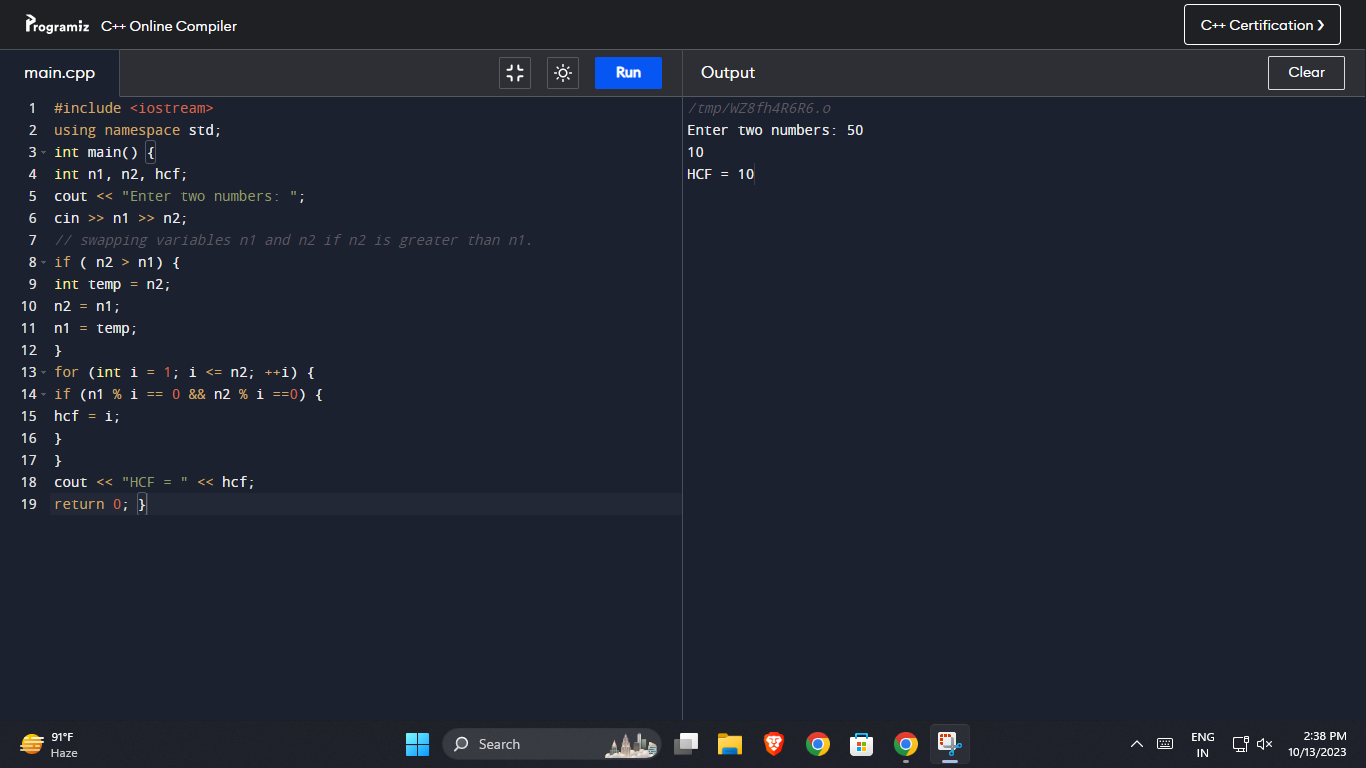 Programiz C++ Online Compiler
C++ Certification ❯
main.cpp
Run
Output
Clear
1 #include <iostream>
2 using namespace std;
3 int main() {
4 int n1, n2, hcf;
5 cout << "Enter two numbers: ";
6 cin >> n1 >> n2;
7 // swapping variables n1 and n2 if n2 is greater than n1.
8 if ( n2 > n1) {
9 int temp = n2;
10 n2 = n1;
11 n1 = temp;
12 }
13 for (int i = 1; i <= n2; ++i) {
14 if (n1 % i == 0 && n2 % i ==0) {
15 hcf = i;
16 }
17 }
18 cout << "HCF = " << hcf;
19 return 0; }
/tmp/WZ8fh4R6R6.o
Enter two numbers: 50
10
HCF = 10
91°F
Haze
Search
ENG
IN
2:38 PM
10/13/2023